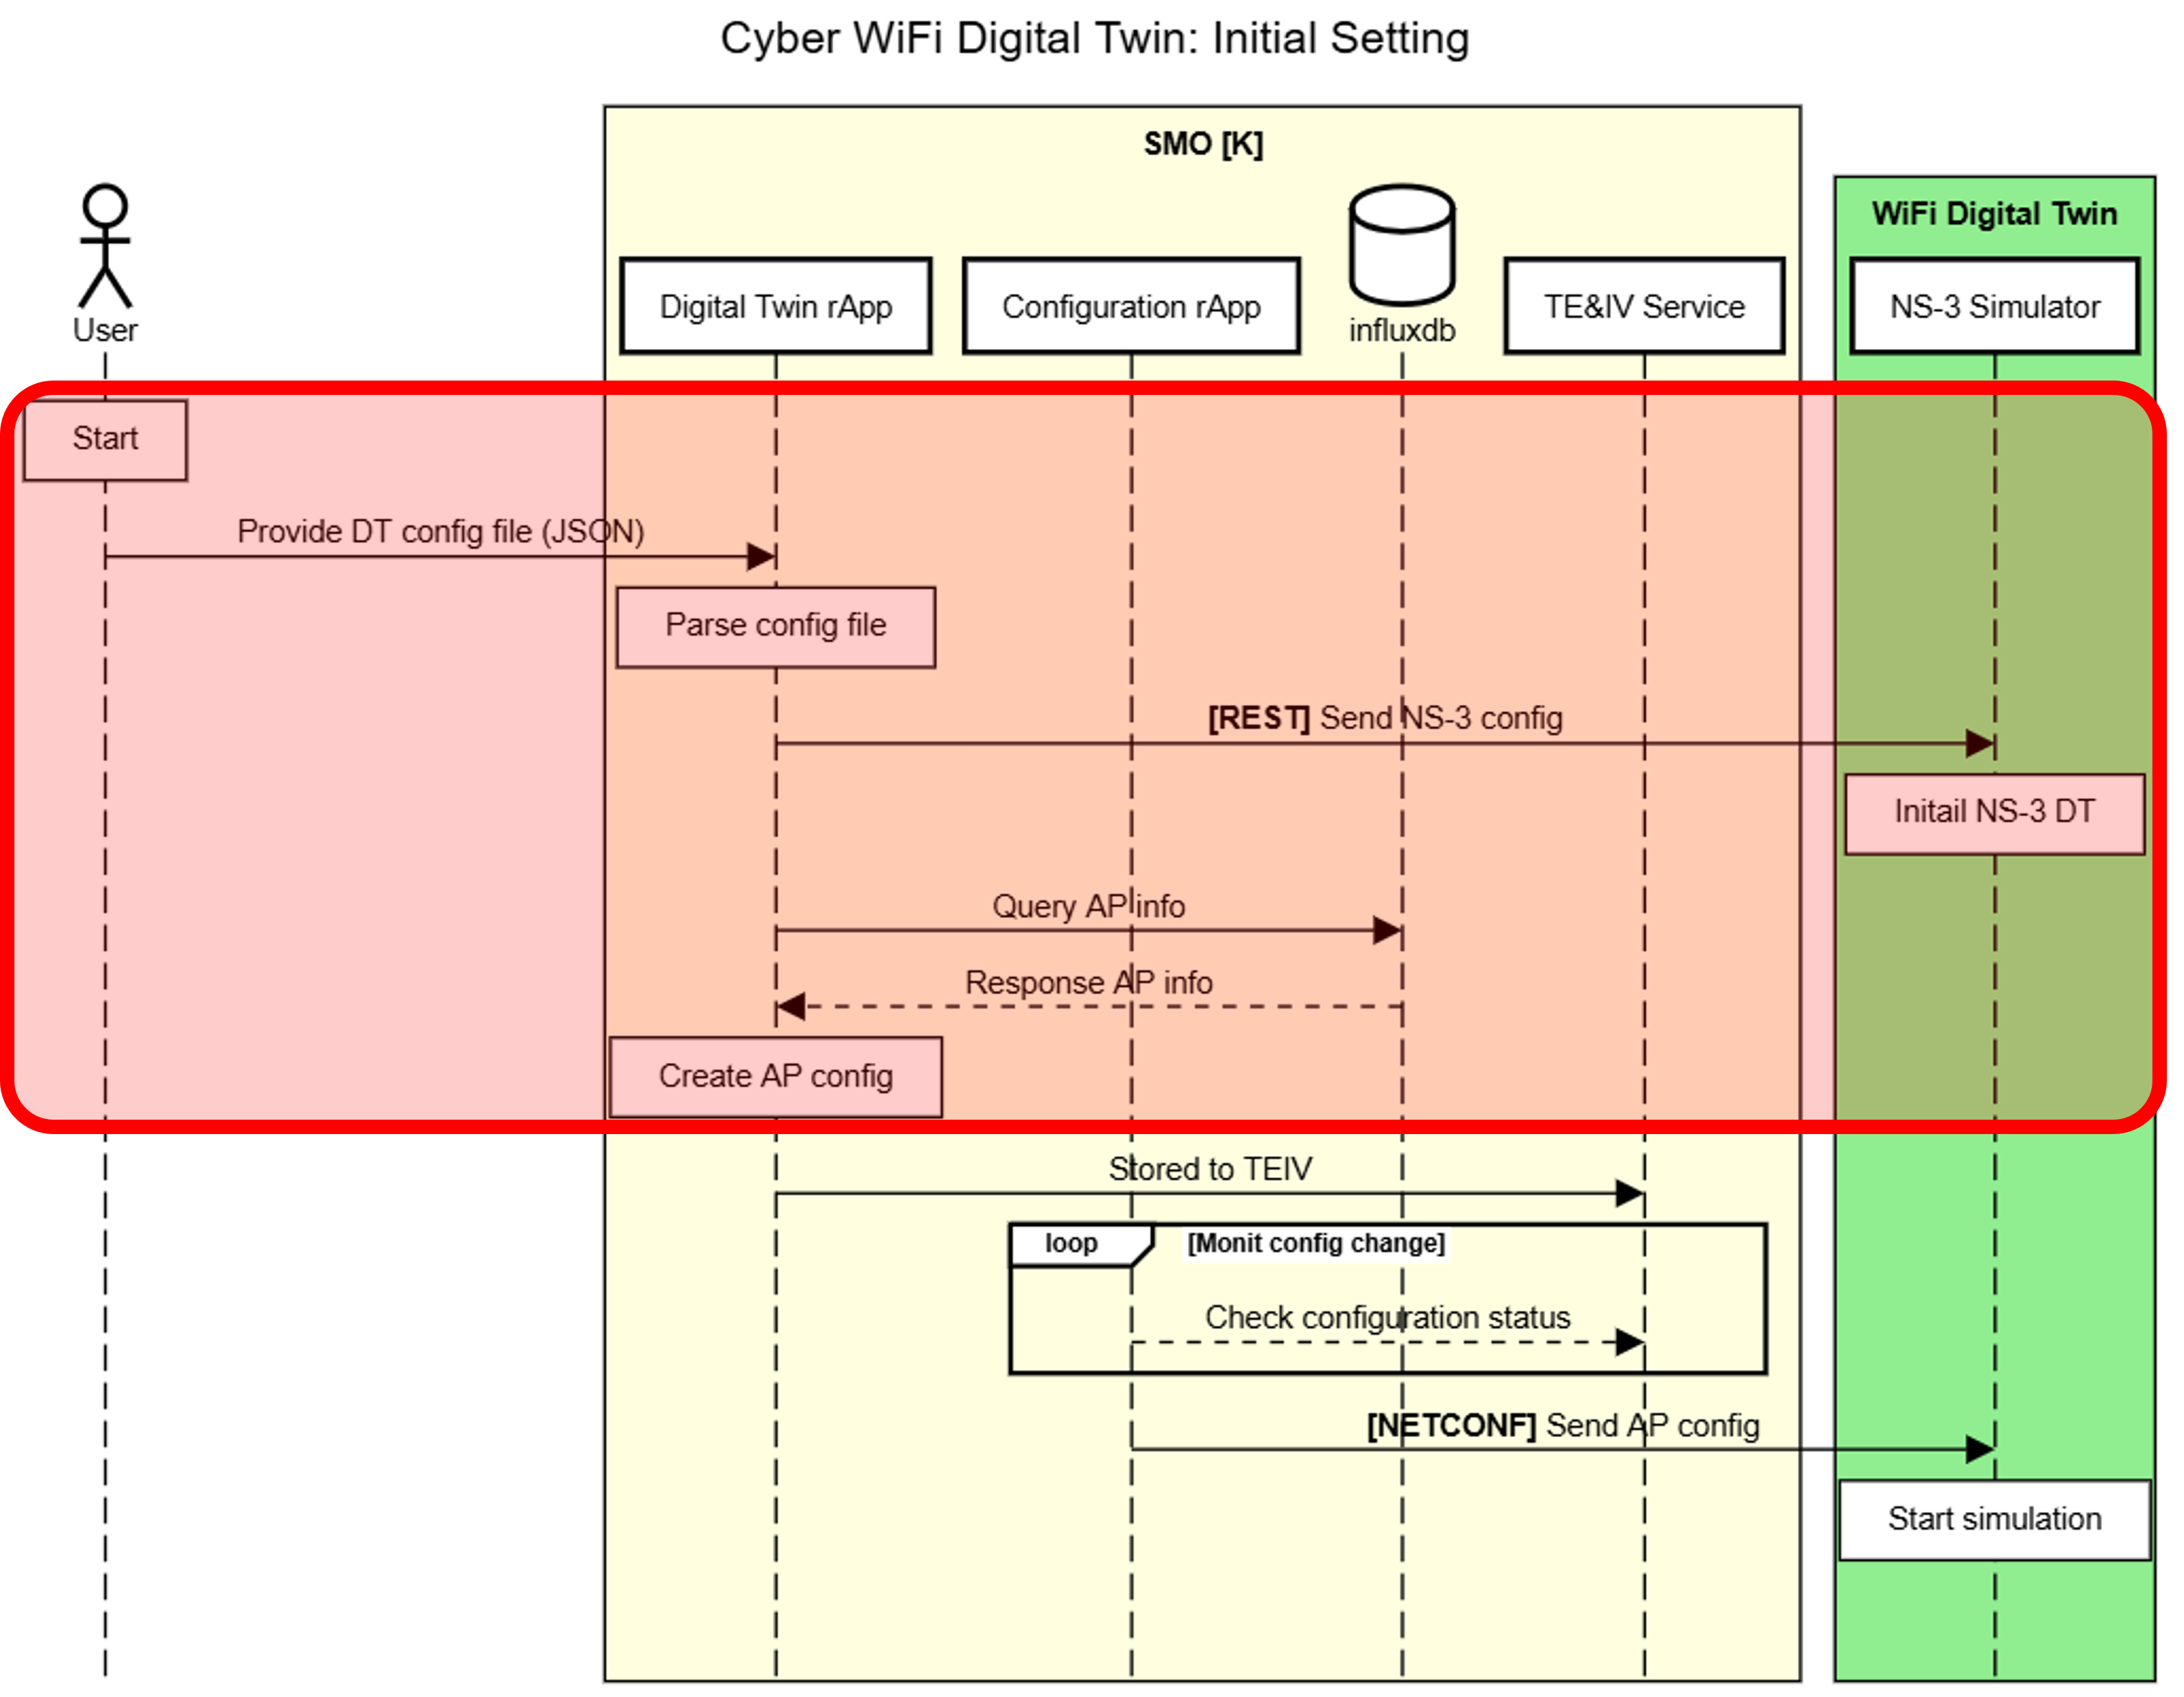 Cyber WiFi Digital Twin: Initial Setting
SMO [K]
WiFi Digital Twin
User
Digital Twin rApp
Configuration rApp
influxdb
TE&IV Service
NS-3 Simulator
Start
Provide DT config file (JSON)
Parse config file
[REST] Send NS-3 config
Initail NS-3 DT
Query AP info
Response AP info
Create AP config
Stored to TEIV
loop [Monit config change]
Check configuration status
[NETCONF] Send AP config
Start simulation